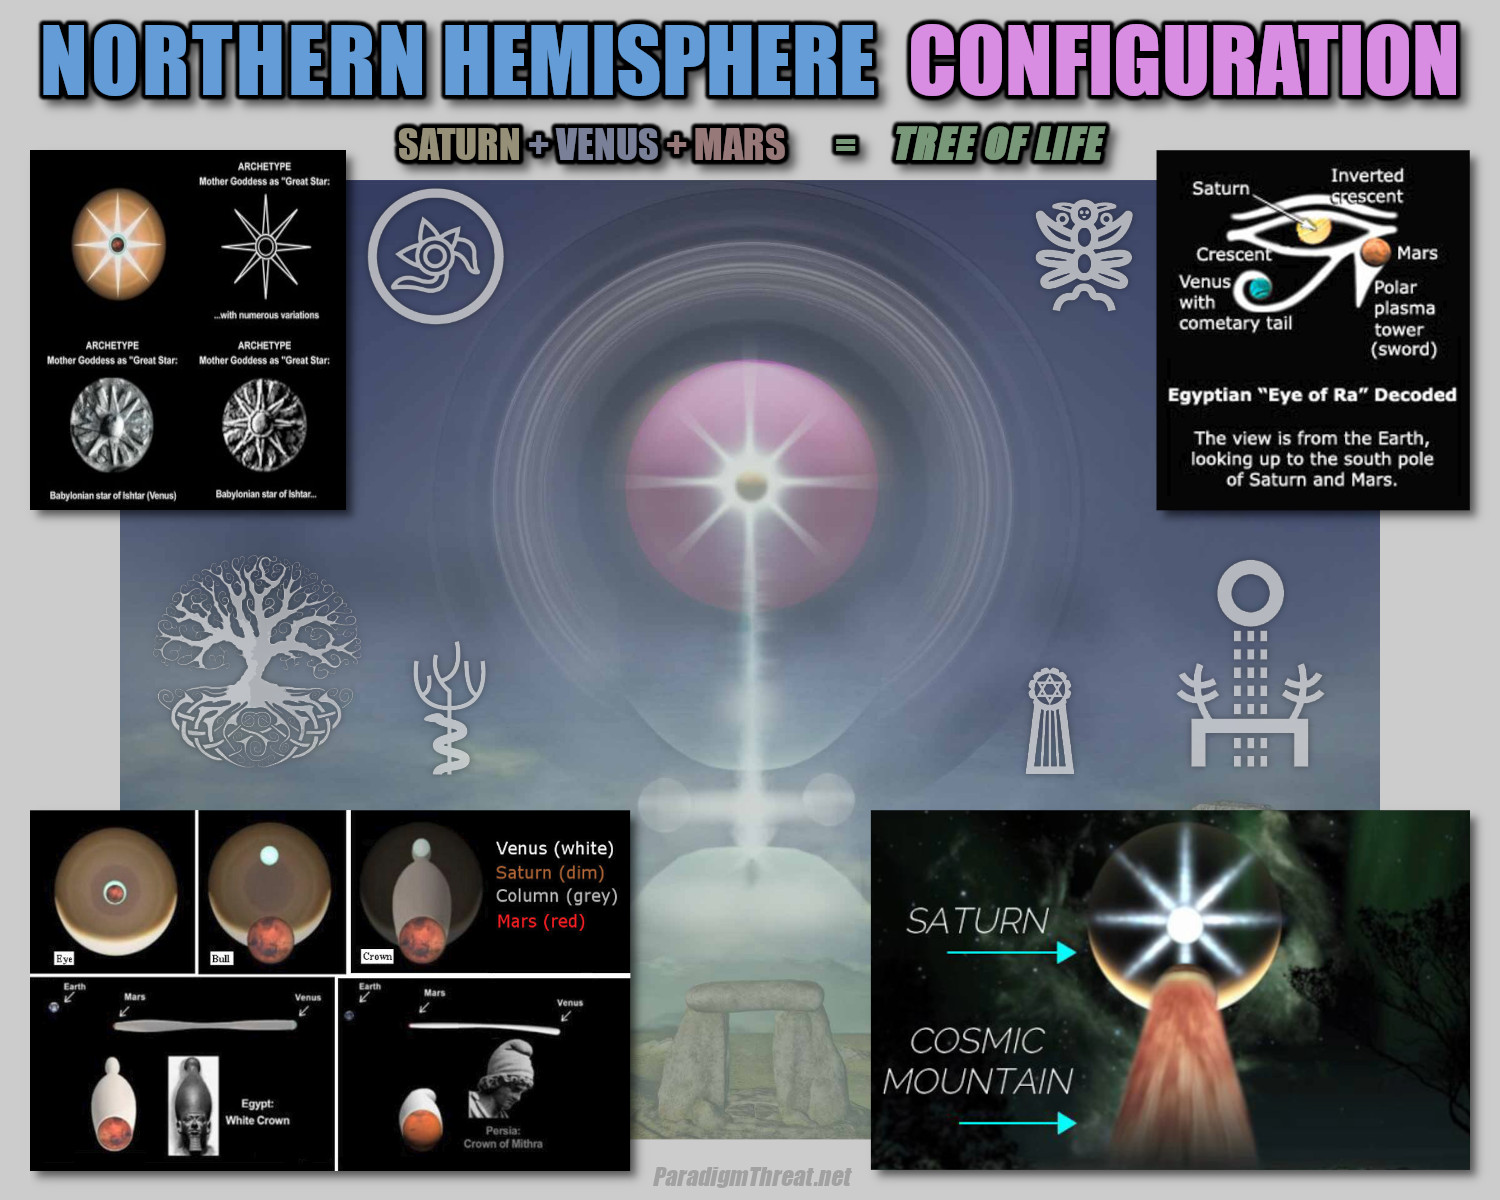 NORTHERN HEMISPHERE CONFIGURATION
SATURN + VENUS + MARS = TREE OF LIFE
ARCHETYPE
Mother Goddess as "Great Star:
...with numerous variations
ARCHETYPE
Mother Goddess as "Great Star:
ARCHETYPE
Mother Goddess as "Great Star:
Babylonian star of Ishtar (Venus)
Babylonian star of Ishtar...
Saturn
Inverted
crescent
Crescent
Mars
Venus
with
cometary tail
Polar
plasma
tower
(sword)
Egyptian “Eye of Ra” Decoded
The view is from the Earth,
looking up to the south pole
of Saturn and Mars.
Eye
Bull
Crown
Venus (white)
Saturn (dim)
Column (grey)
Mars (red)
Earth
Mars
Venus
Egypt:
White Crown
Earth
Mars
Venus
Persia:
Crown of Mithra
SATURN
COSMIC
MOUNTAIN
ParadigmThreat.net